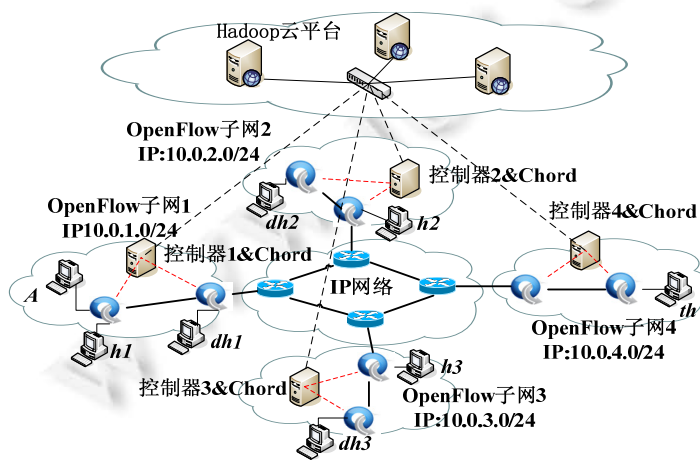 Hadoop云平台
OpenFlow子网2
IP:10.0.2.0/24
控制器2&Chord
dh2
h2
OpenFlow子网1
IP10.0.1.0/24
控制器1&Chord
控制器4&Chord
A
IP网络
h1
dh1
th
OpenFlow子网4
IP:10.0.4.0/24
控制器3&Chord
h3
OpenFlow子网3
IP:10.0.3.0/24
dh3